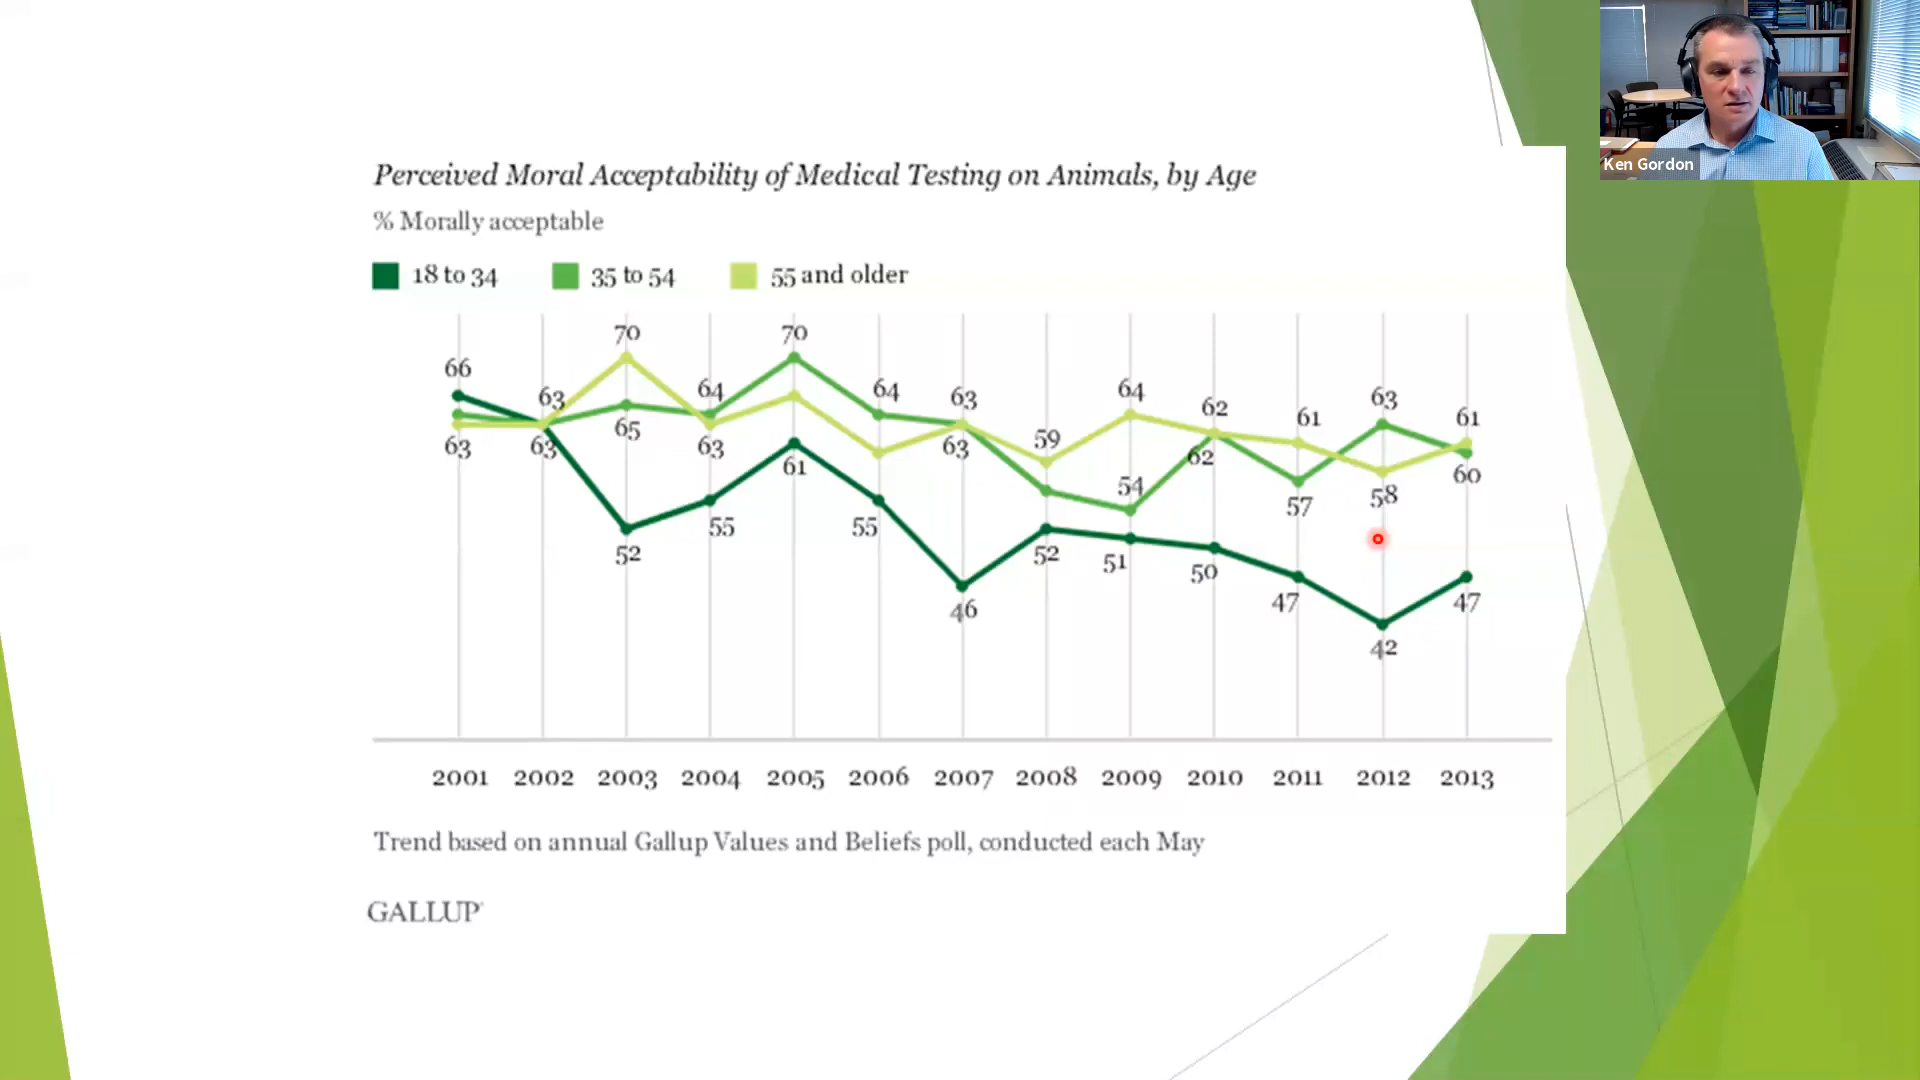 Ken Gordon
Perceived Moral Acceptability of Medical Testing on Animals, by Age
% Morally acceptable
18 to 34 35 to 54 55 and older
70 70
66
64 64 63 64 62 61 63 61
63
65
63 63 63 63 59 62
61 54 57 58 60
52 55 55 52 51 50
46 47 42 47
2001 2002 2003 2004 2005 2006 2007 2008 2009 2010 2011 2012 2013
Trend based on annual Gallup Values and Beliefs poll, conducted each May
GALLUP